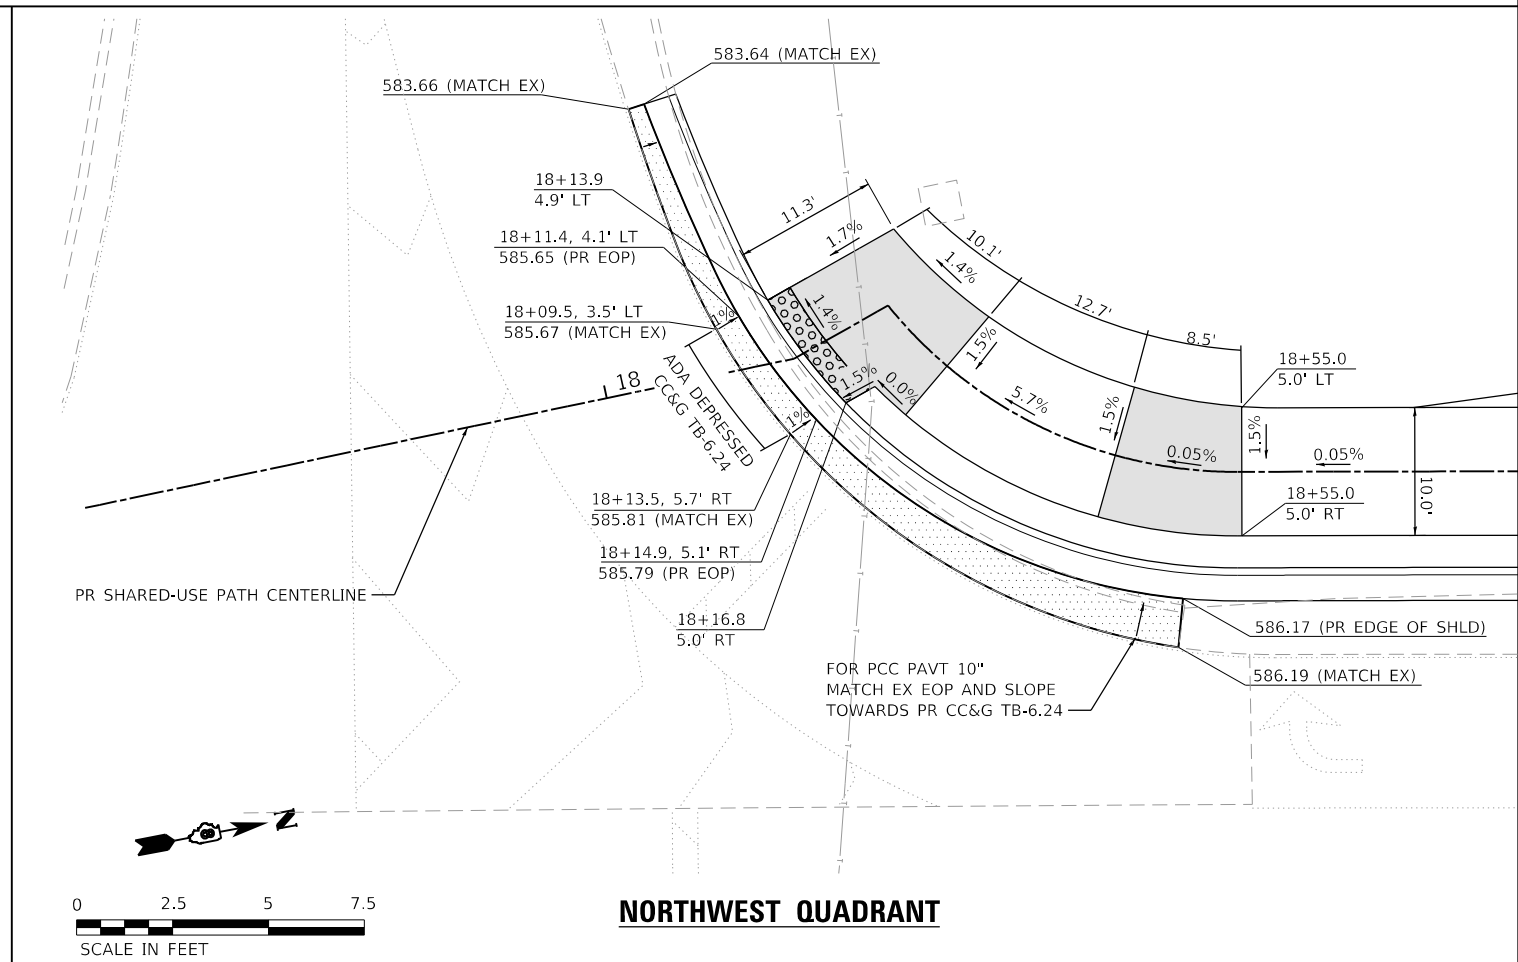 583.64 (MATCH EX)
583.66 (MATCH EX)
18+13.9
4.9' LT
11.3'
1.7%
10.1'
1.4%
18+11.4, 4.1' LT
585.65 (PR EOP)
12.7'
1.4%
18+09.5, 3.5' LT
585.67 (MATCH EX)
1%
1.5%
8.5'
18+55.0
5.0' LT
18
ADA DEPRESSED
CC&G TB-6.24
1.5%
0.0%
5.7%
1.5%
1.5%
1%
0.05%
0.05%
10.0'
18+13.5, 5.7' RT
585.81 (MATCH EX)
18+55.0
5.0' RT
18+14.9, 5.1' RT
585.79 (PR EOP)
PR SHARED-USE PATH CENTERLINE
18+16.8
5.0' RT
586.17 (PR EDGE OF SHLD)
586.19 (MATCH EX)
FOR PCC PAVT 10"
MATCH EX EOP AND SLOPE
TOWARDS PR CC&G TB-6.24
N
0 2.5 5 7.5
SCALE IN FEET
NORTHWEST QUADRANT